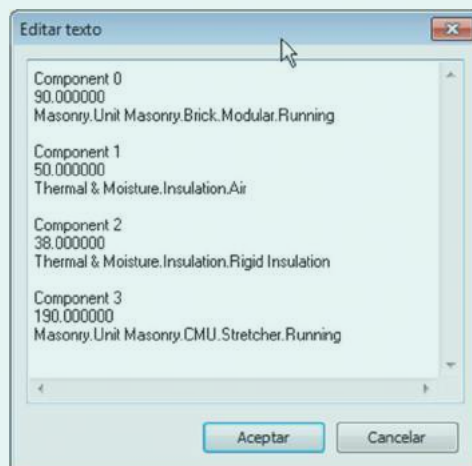 Editar texto
Component 0
90.000000
Masonry.Unit Masonry.Brick.Modular.Running
Component 1
50.000000
Thermal & Moisture.Insulation.Air
Component 2
38.000000
Thermal & Moisture.Insulation.Rigid Insulation
Component 3
190.000000
Masonry.Unit Masonry.CMU.Stretcher.Running
Aceptar Cancelar